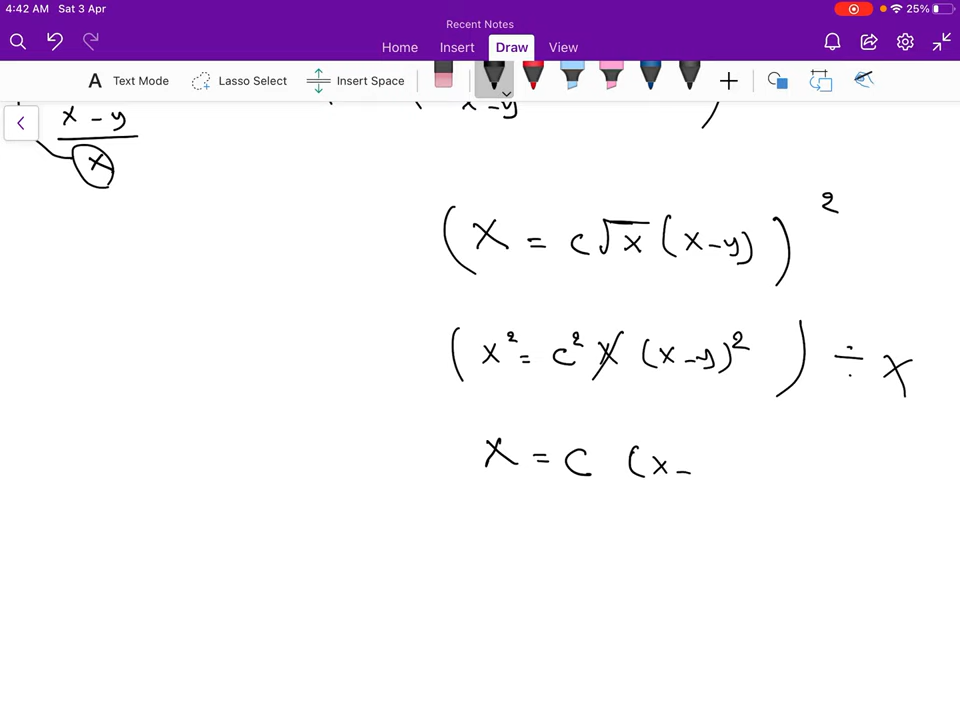 4:42 AM Sat 3 Apr
25%
Recent Notes
Home Insert Draw View
A Text Mode Lasso Select Insert Space
x - y
x
x - y
)
(x = c√x (x-y))²
(x² = c² x (x-y)²) ÷ x
x = c (x -